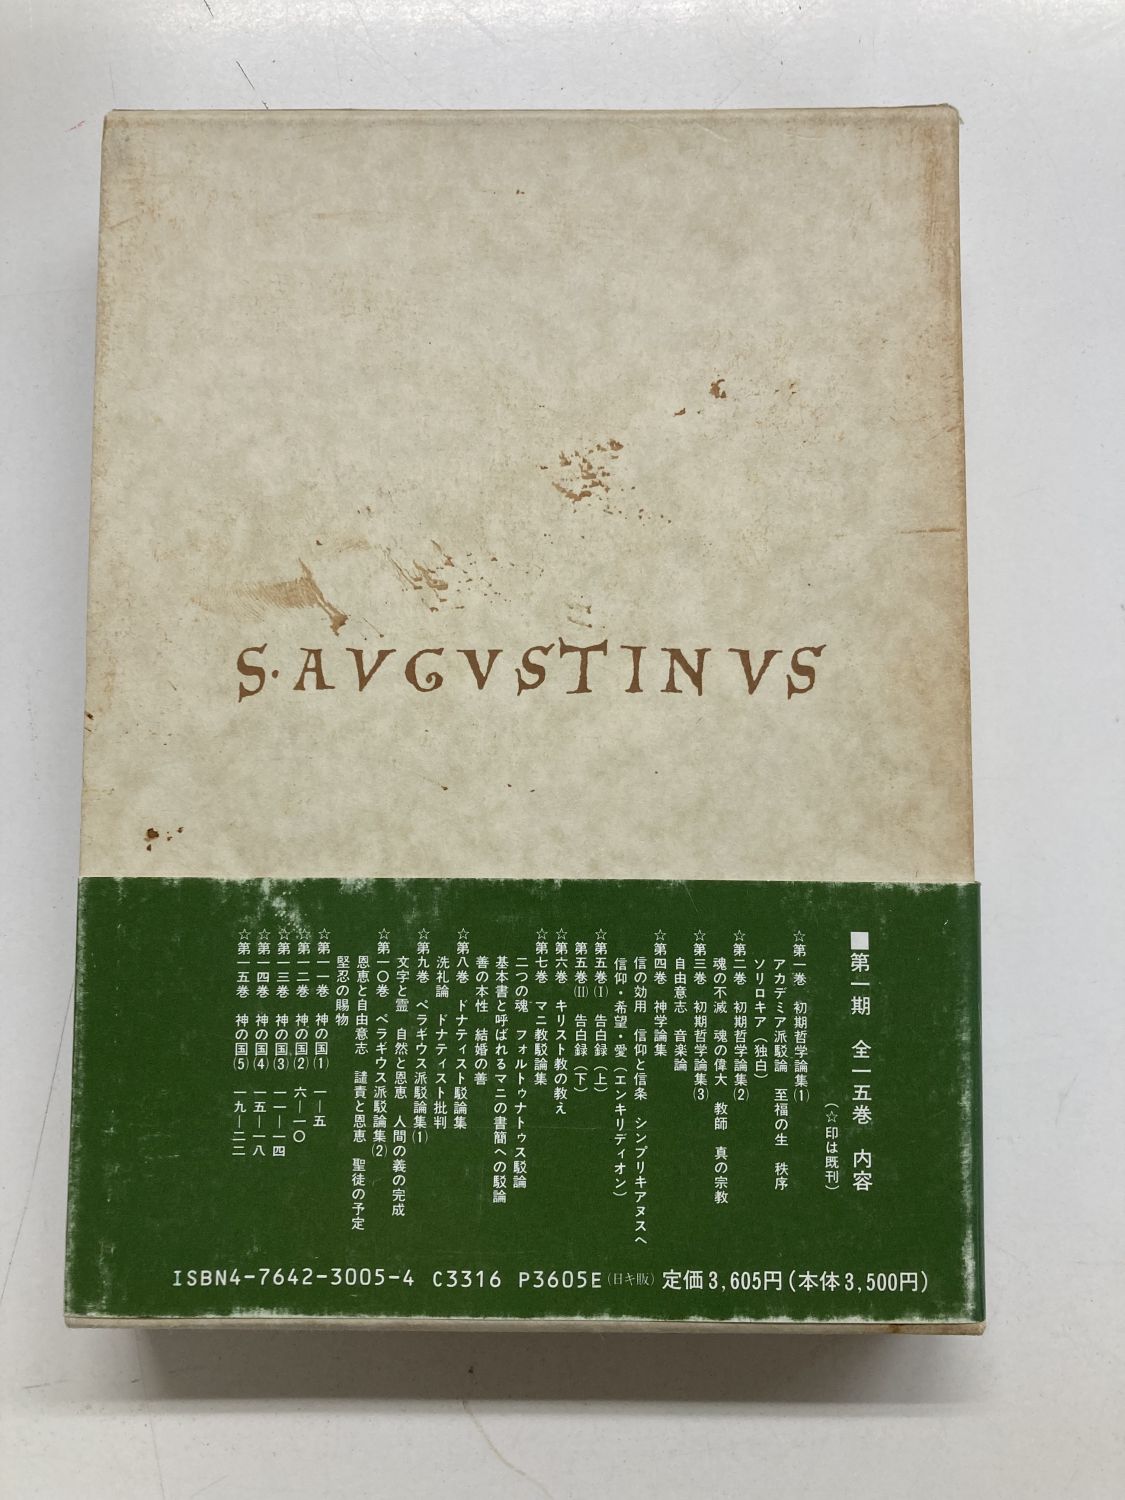 S·AVGVSTINVS
■第一期　全一五巻　内容
（☆印は既刊）
☆第一巻　初期哲学論集(1)
アカデミア派駁論　至福の生　秩序
ソリロキア（独白）
☆第二巻　初期哲学論集(2)
魂の不滅　魂の偉大　教師　真の宗教
☆第三巻　初期哲学論集(3)
自由意志　音楽論
☆第四巻　神学論集
信の効用　信仰と信条　シンプリキアヌスへ
信仰・希望・愛（エンキリディオン）
☆第五巻(I)　告白録（上）
第五巻(II)　告白録（下）
☆第六巻　キリスト教の教え
☆第七巻　マニ教駁論集
二つの魂　フォルトゥナトゥス駁論
基本書と呼ばれるマニの書簡への駁論
善の本性　結婚の善
☆第八巻　ドナティスト駁論集
洗礼論　ドナティスト批判
☆第九巻　ペラギウス派駁論集(1)
文字と霊　自然と恩恵　人間の義の完成
☆第一〇巻　ペラギウス派駁論集(2)
恩恵と自由意志　譴責と恩恵　聖徒の予定
堅忍の賜物
☆第一一巻　神の国(1)　一―五
☆第一二巻　神の国(2)　六―一〇
☆第一三巻　神の国(3)　一一―一四
☆第一四巻　神の国(4)　一五―一八
☆第一五巻　神の国(5)　一九―二二
ISBN4-7642-3005-4 C3316 P3605E（日キ販）定価3,605円(本体3,500円)